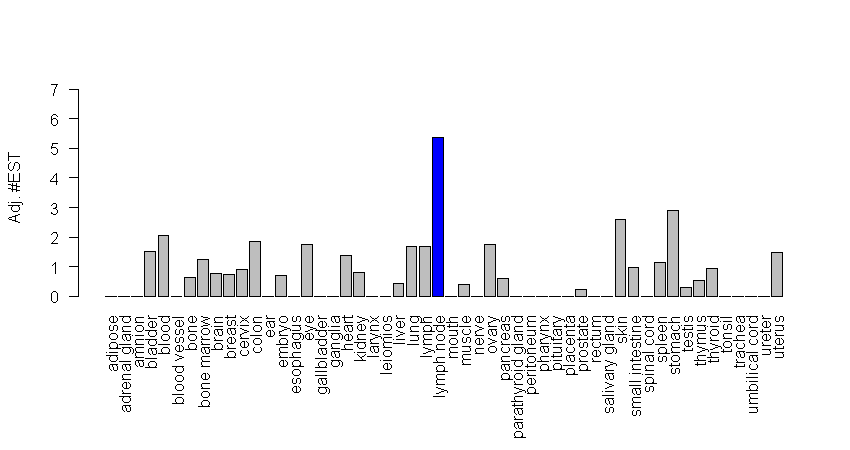 7
6
5
4
3
2
1
0
Adj. #EST
adipose
adrenal gland
amnion
bladder
blood
blood vessel
bone
bone marrow
brain
breast
cervix
colon
ear
embryo
esophagus
eye
gallbladder
ganglia
heart
kidney
larynx
leiomios
liver
lung
lymph
lymph node
mouth
muscle
nerve
ovary
pancreas
parathyroid gland
peritoneum
pharynx
pituitary
placenta
prostate
rectum
salivary gland
skin
small intestine
spinal cord
spleen
stomach
testis
thymus
thyroid
tonsil
trachea
umbilical cord
ureter
uterus